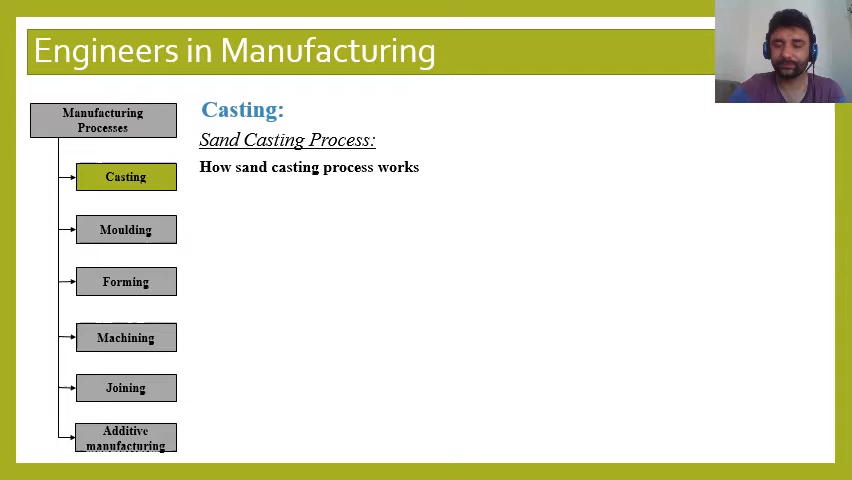 Engineers in Manufacturing
Manufacturing
Processes
Casting
Moulding
Forming
Machining
Joining
Additive
manufacturing
Casting:
Sand Casting Process:
How sand casting process works